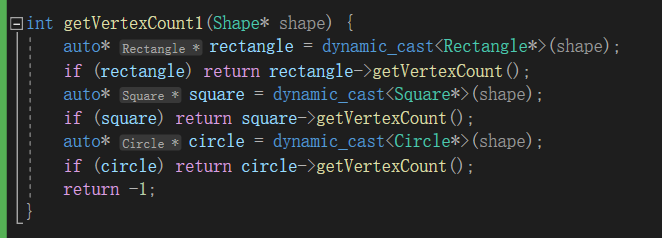 int getVertexCount1(Shape* shape) {
auto* Rectangle * rectangle = dynamic_cast<Rectangle*>(shape);
if (rectangle) return rectangle->getVertexCount();
auto* Square * square = dynamic_cast<Square*>(shape);
if (square) return square->getVertexCount();
auto* Circle * circle = dynamic_cast<Circle*>(shape);
if (circle) return circle->getVertexCount();
return -1;
}